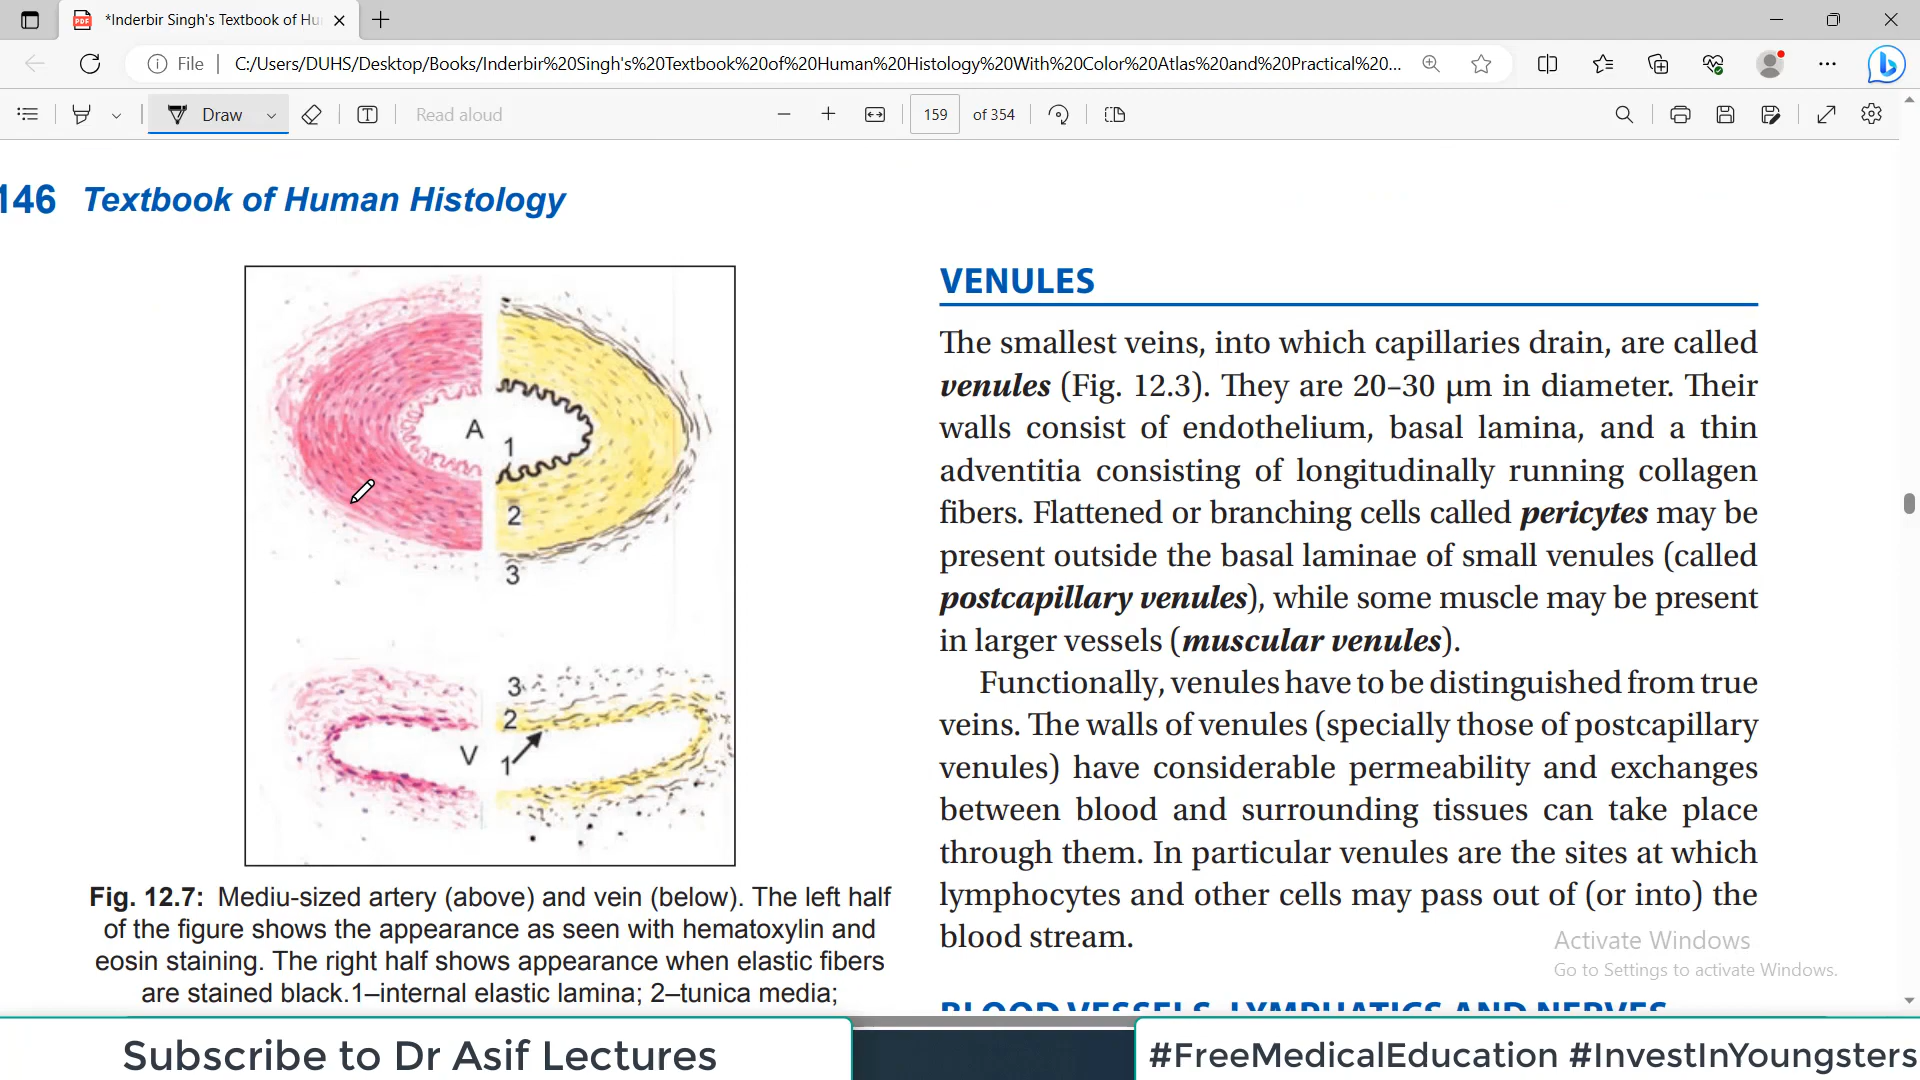 *Inderbir Singh's Textbook of Hu
File
C:/Users/DUHS/Desktop/Books/Inderbir%20Singh's%20Textbook%20of%20Human%20Histology%20With%20Color%20Atlas%20and%20Practical%20...
Draw
Read aloud
159 of 354
146 Textbook of Human Histology
A
1
2
3
3
2
V
1
Fig. 12.7: Mediu-sized artery (above) and vein (below). The left half
of the figure shows the appearance as seen with hematoxylin and
eosin staining. The right half shows appearance when elastic fibers
are stained black.1–internal elastic lamina; 2–tunica media;
VENULES
The smallest veins, into which capillaries drain, are called
venules (Fig. 12.3). They are 20–30 μm in diameter. Their
walls consist of endothelium, basal lamina, and a thin
adventitia consisting of longitudinally running collagen
fibers. Flattened or branching cells called pericytes may be
present outside the basal laminae of small venules (called
postcapillary venules), while some muscle may be present
in larger vessels (muscular venules).
Functionally, venules have to be distinguished from true
veins. The walls of venules (specially those of postcapillary
venules) have considerable permeability and exchanges
between blood and surrounding tissues can take place
through them. In particular venules are the sites at which
lymphocytes and other cells may pass out of (or into) the
blood stream.
Activate Windows
Go to Settings to activate Windows.
BLOOD VESSELS, LYMPHATICS AND NERVES
Subscribe to Dr Asif Lectures
#FreeMedicalEducation #InvestInYoungsters